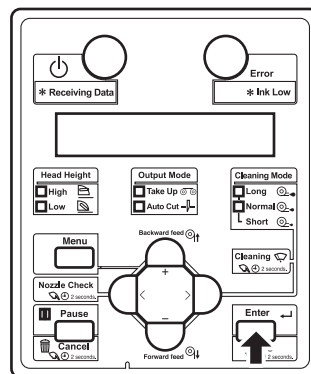 Error
* Receiving Data
* Ink Low
Head Height
High
Low
Output Mode
Take Up
Auto Cut
Cleaning Mode
Long
Normal
Short
Menu
Backward feed
+
Cleaning
2 seconds.
Nozzle Check
2 seconds.
< >
Pause
Cancel
2 seconds.
−
Forward feed
Enter
2 seconds.